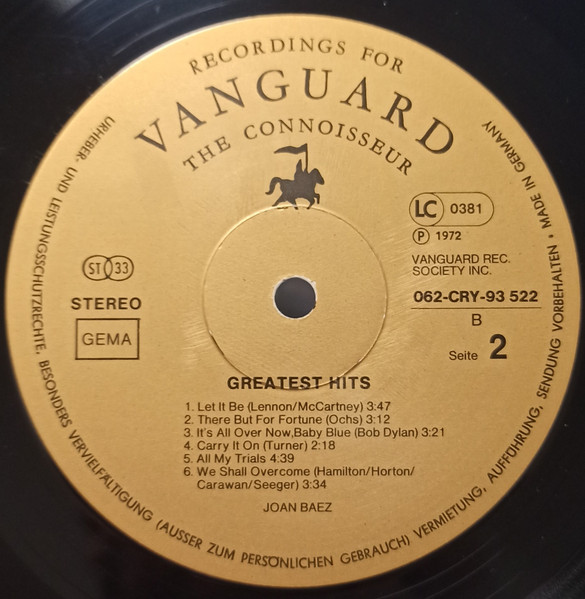 RECORDINGS FOR
VANGUARD
THE CONNOISSEUR
LC 0381
P 1972
VANGUARD REC.
SOCIETY INC.
062-CRY-93 522
B
Seite 2
ST 33
STEREO
GEMA
GREATEST HITS
1. Let It Be (Lennon/McCartney) 3:47
2. There But For Fortune (Ochs) 3:12
3. It's All Over Now,Baby Blue (Bob Dylan) 3:21
4. Carry It On (Turner) 2:18
5. All My Trials 4:39
6. We Shall Overcome (Hamilton/Horton/
Carawan/Seeger) 3:34
JOAN BAEZ
URHEBER- UND LEISTUNGSSCHUTZRECHTE, BESONDERS VERVIELFÄLTIGUNG (AUSSER ZUM PERSÖNLICHEN GEBRAUCH) VERMIETUNG, AUFFÜHRUNG, SENDUNG VORBEHALTEN • MADE IN GERMANY